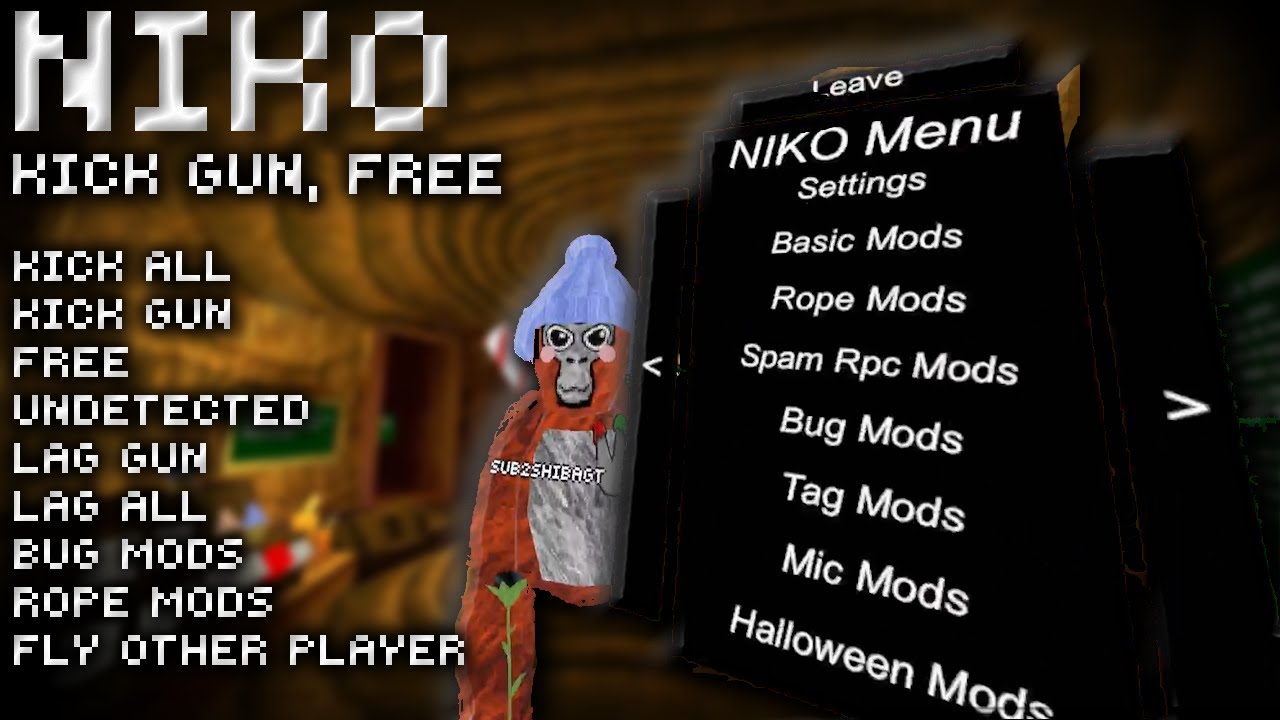 NIKO
KICK GUN, FREE
KICK ALL
KICK GUN
FREE
UNDETECTED
LAG GUN
LAG ALL
BUG MODS
ROPE MODS
FLY OTHER PLAYER
SUB2SHIBAGT
Leave
NIKO Menu
Settings
Basic Mods
Rope Mods
Spam Rpc Mods
Bug Mods
Tag Mods
Mic Mods
Halloween Mods
<
>